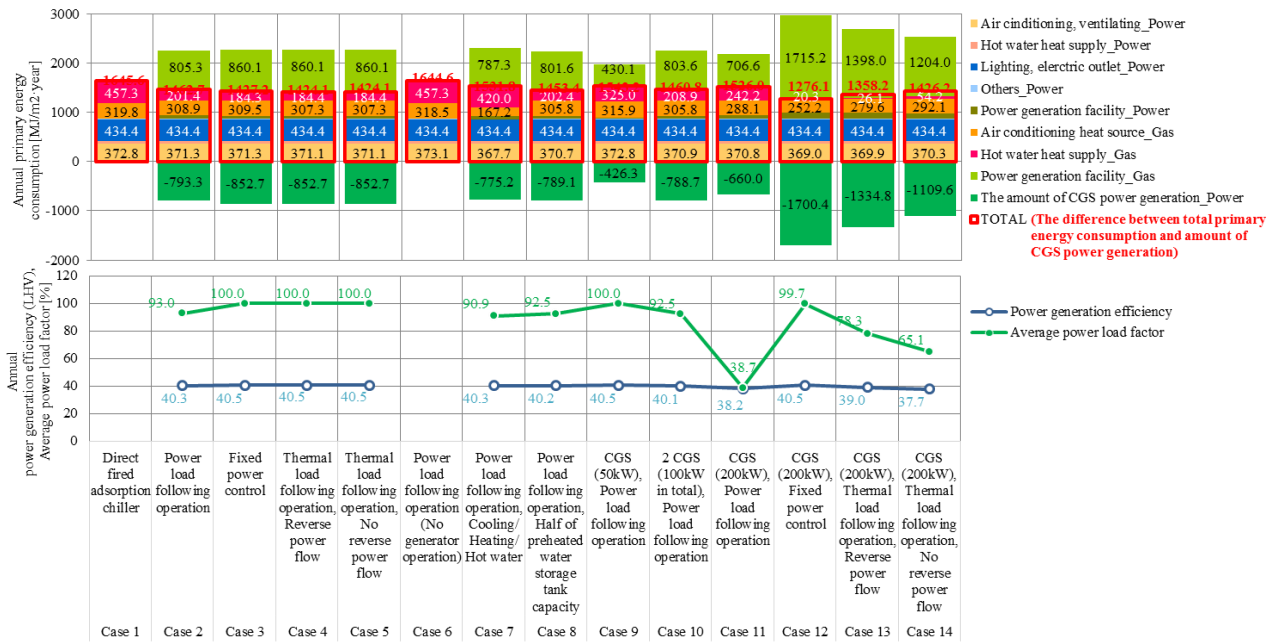 Annual primary energy
consumption [MJ/m2·year]
3000
2000
1000
0
-1000
-2000
457.3 319.8 434.4 372.8
805.3 201.4 308.9 434.4 371.3 -793.3
860.1 184.3 309.5 434.4 371.3 -852.7
860.1 1424.1 184.4 307.3 434.4 371.1 -852.7
860.1 1424.1 184.4 307.3 434.4 371.1 -852.7
1644.6 457.3 318.5 434.4 373.1
787.3 420.0 167.2 434.4 367.7 -775.2
801.6 1453.4 202.4 305.8 434.4 370.7 -789.1
430.1 325.0 315.9 434.4 372.8 -426.3
803.6 1460.8 208.9 305.8 434.4 370.9 -788.7
706.6 242.2 288.1 434.4 370.8 -660.0
1715.2 1276.1 20.3 252.2 434.4 369.0 -1700.4
1398.0 1358.2 279.6 434.4 369.9 -1334.8
1204.0 1426.2 292.1 434.4 370.3 -1109.6
Air cinditioning, ventilating_Power
Hot water heat supply_Power
Lighting, elerctric outlet_Power
Others_Power
Power generation facility_Power
Air conditioning heat source_Gas
Hot water heat supply_Gas
Power generation facility_Gas
The amount of CGS power generation_Power
TOTAL (The difference between total primary
energy consumption and amount of
CGS power generation)
Annual
power generation efficiency (LHV),
Average power load factor [%]
120
100
80
60
40
20
0
93.0 100.0 100.0 100.0 90.9 92.5 100.0 92.5 38.7 99.7 78.3 65.1
40.3 40.5 40.5 40.5 40.3 40.2 40.5 40.1 38.2 40.5 39.0 37.7
Power generation efficiency
Average power load factor
Direct
fired
adsorption
chiller
Case 1
Power
load
following
operation
Case 2
Fixed
power
control
Case 3
Thermal
load
following
operation,
Reverse
power
flow
Case 4
Thermal
load
following
operation,
No
reverse
power
flow
Case 5
Power
load
following
operation
(No
generator
operation)
Case 6
Power
load
following
operation,
Cooling/
Heating/
Hot water
Case 7
Power
load
following
operation,
Half of
preheated
water
storage
tank
capacity
Case 8
CGS
(50kW),
Power
load
following
operation
Case 9
2 CGS
(100kW
in total),
Power
load
following
operation
Case 10
CGS
(200kW),
Power
load
following
operation
Case 11
CGS
(200kW),
Fixed
power
control
Case 12
CGS
(200kW),
Thermal
load
following
operation,
Reverse
power
flow
Case 13
CGS
(200kW),
Thermal
load
following
operation,
No
reverse
power flow
Case 14